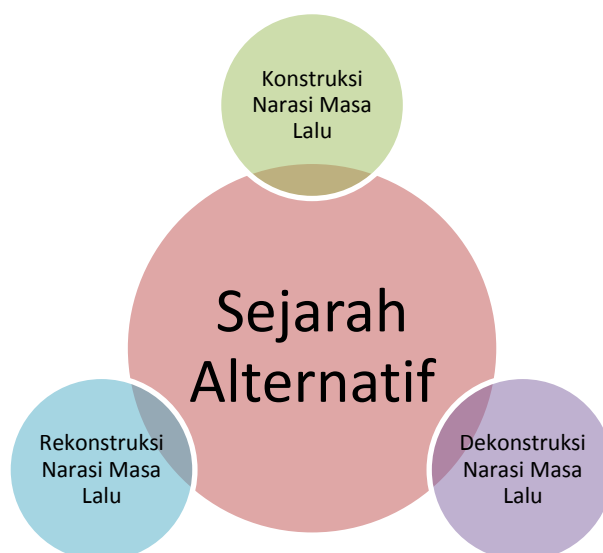 Konstruksi
Narasi Masa
Lalu
Sejarah
Alternatif
Rekonstruksi
Narasi Masa
Lalu
Dekonstruksi
Narasi Masa
Lalu